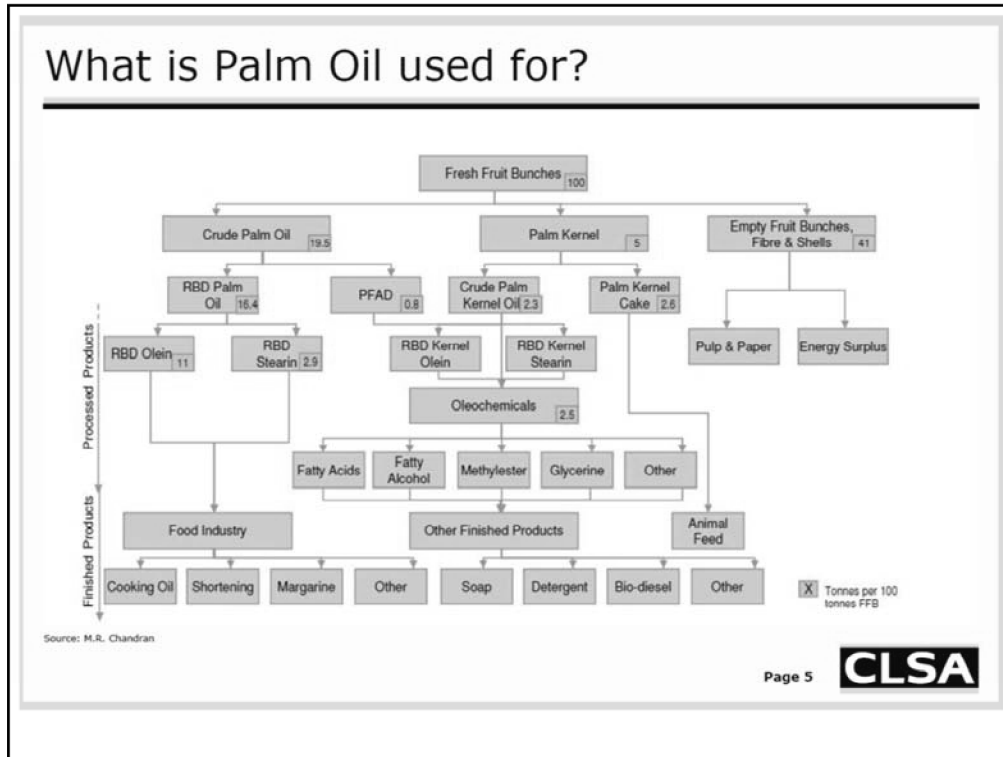 What is Palm Oil used for?
Fresh Fruit Bunches
100
Crude Palm Oil
19.5
Palm Kernel
5
Empty Fruit Bunches,
Fibre & Shells
41
RBD Palm
Oil
16.4
PFAD
0.8
Crude Palm
Kernel Oil
2.3
Palm Kernel
Cake
2.6
RBD Olein
11
RBD
Stearin
2.9
RBD Kernel
Olein
RBD Kernel
Stearin
Pulp & Paper
Energy Surplus
Processed Products
Oleochemicals
2.5
Fatty Acids
Fatty
Alcohol
Methylester
Glycerine
Other
Finished Products
Food Industry
Other Finished Products
Animal
Feed
Cooking Oil
Shortening
Margarine
Other
Soap
Detergent
Bio-diesel
Other
X
Tonnes per 100
tonnes FFB
Source: M.R. Chandran
Page 5
CLSA